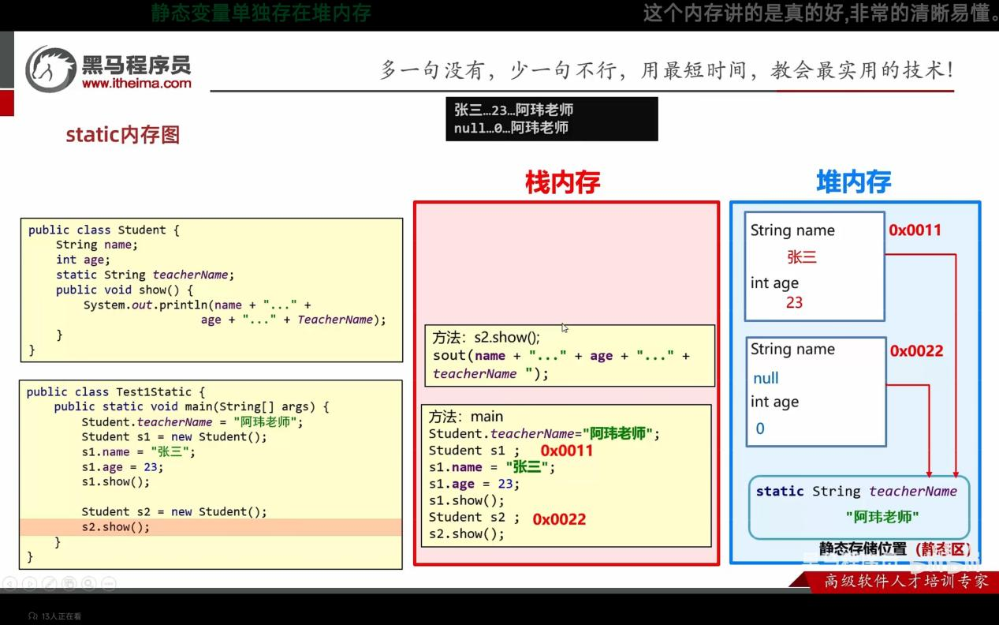 静态变量单独存在堆内存
这个内存讲的是真的好,非常的清晰易懂。
黑马程序员
www.itheima.com
多一句没有，少一句不行，用最短时间，教会最实用的技术！
张三…23…阿玮老师
null…0…阿玮老师
static内存图
栈内存
堆内存
public class Student {
String name;
int age;
static String teacherName;
public void show() {
System.out.println(name + "..." +
age + "..." + TeacherName);
}
}
public class Test1Static {
public static void main(String[] args) {
Student.teacherName = "阿玮老师";
Student s1 = new Student();
s1.name = "张三";
s1.age = 23;
s1.show();
Student s2 = new Student();
s2.show();
}
}
方法：s2.show();
sout(name + "..." + age + "..." +
teacherName ");
方法：main
Student.teacherName="阿玮老师";
Student s1 ; 0x0011
s1.name = "张三";
s1.age = 23;
s1.show();
Student s2 ; 0x0022
s2.show();
String name
0x0011
张三
int age
23
String name
0x0022
null
int age
0
static String teacherName
"阿玮老师"
静态存储位置（静态区）
高级软件人才培训专家
13人正在看